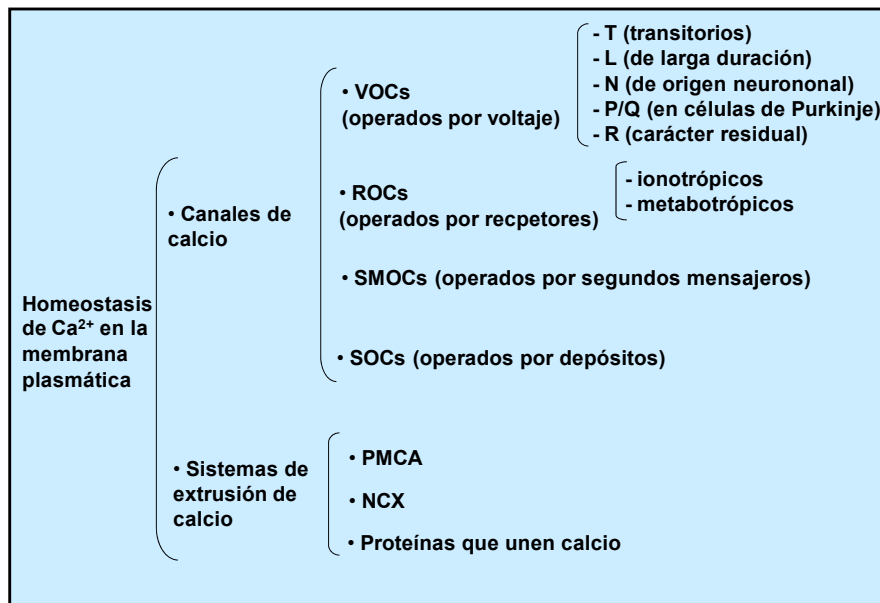 Homeostasis
de Ca²⁺ en la
membrana
plasmática
• Canales de
calcio
• VOCs
(operados por voltaje)
- T (transitorios)
- L (de larga duración)
- N (de origen neurononal)
- P/Q (en células de Purkinje)
- R (carácter residual)
• ROCs
(operados por recpetores)
- ionotrópicos
- metabotrópicos
• SMOCs (operados por segundos mensajeros)
• SOCs (operados por depósitos)
• Sistemas de
extrusión de
calcio
• PMCA
• NCX
• Proteínas que unen calcio